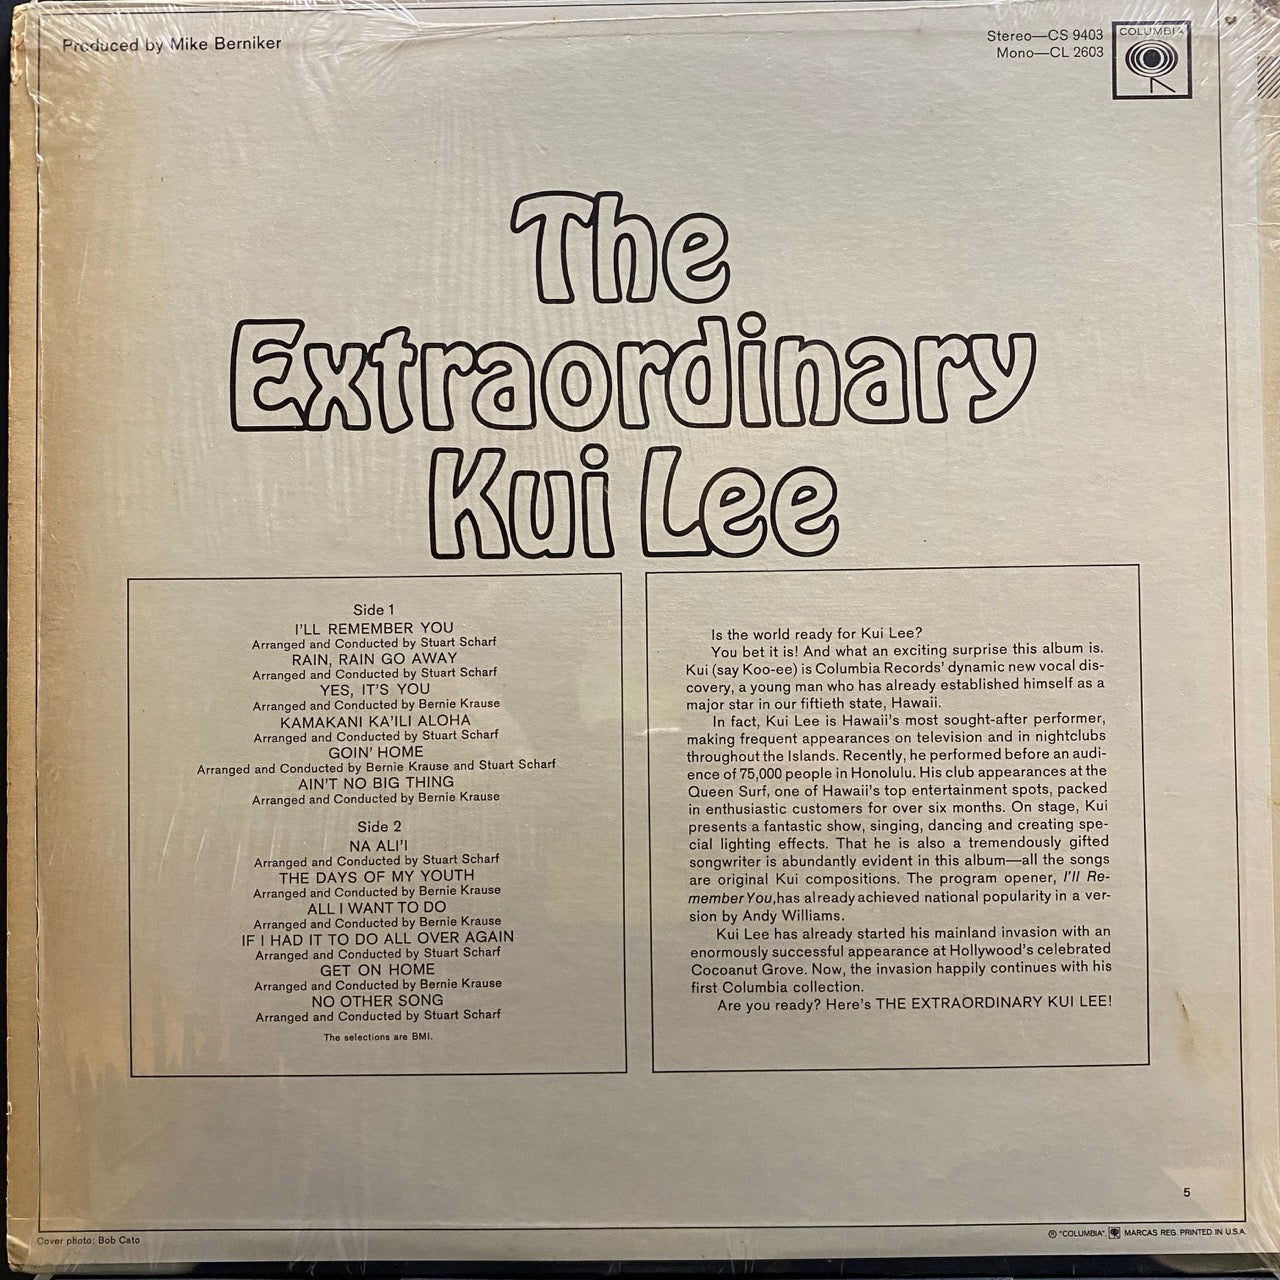 Produced by Mike Berniker
Stereo—CS 9403
Mono—CL 2603
COLUMBIA
The
Extraordinary
Kui Lee
Side 1
I'LL REMEMBER YOU
Arranged and Conducted by Stuart Scharf
RAIN, RAIN GO AWAY
Arranged and Conducted by Stuart Scharf
YES, IT'S YOU
Arranged and Conducted by Bernie Krause
KAMAKANI KA'ILI ALOHA
Arranged and Conducted by Stuart Scharf
GOIN' HOME
Arranged and Conducted by Bernie Krause and Stuart Scharf
AIN'T NO BIG THING
Arranged and Conducted by Bernie Krause
Side 2
NA ALI'I
Arranged and Conducted by Stuart Scharf
THE DAYS OF MY YOUTH
Arranged and Conducted by Bernie Krause
ALL I WANT TO DO
Arranged and Conducted by Bernie Krause
IF I HAD IT TO DO ALL OVER AGAIN
Arranged and Conducted by Stuart Scharf
GET ON HOME
Arranged and Conducted by Bernie Krause
NO OTHER SONG
Arranged and Conducted by Stuart Scharf
The selections are BMI.
Is the world ready for Kui Lee?
You bet it is! And what an exciting surprise this album is.
Kui (say Koo-ee) is Columbia Records' dynamic new vocal dis-
covery, a young man who has already established himself as a
major star in our fiftieth state, Hawaii.
In fact, Kui Lee is Hawaii's most sought-after performer,
making frequent appearances on television and in nightclubs
throughout the Islands. Recently, he performed before an audi-
ence of 75,000 people in Honolulu. His club appearances at the
Queen Surf, one of Hawaii's top entertainment spots, packed
in enthusiastic customers for over six months. On stage, Kui
presents a fantastic show, singing, dancing and creating spe-
cial lighting effects. That he is also a tremendously gifted
songwriter is abundantly evident in this album—all the songs
are original Kui compositions. The program opener, I'll Re-
member You, has already achieved national popularity in a ver-
sion by Andy Williams.
Kui Lee has already started his mainland invasion with an
enormously successful appearance at Hollywood's celebrated
Cocoanut Grove. Now, the invasion happily continues with his
first Columbia collection.
Are you ready? Here's THE EXTRAORDINARY KUI LEE!
5
Cover photo: Bob Cato
℗ "COLUMBIA", MARCAS REG. PRINTED IN U.S.A.